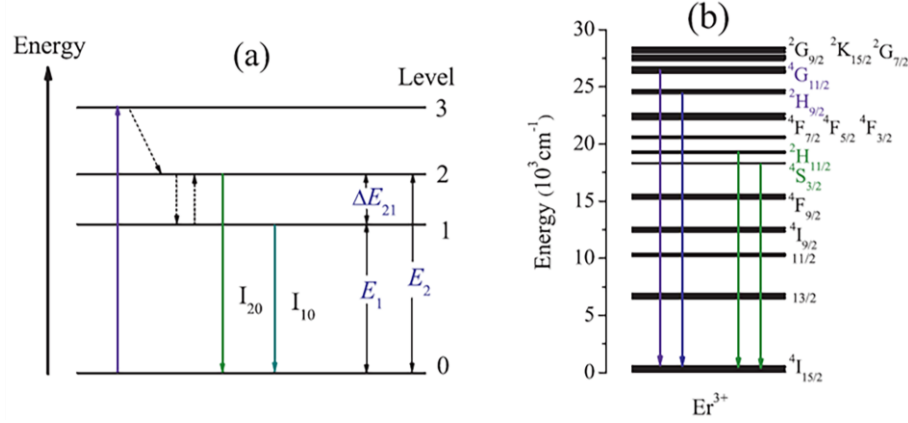 (a)
Energy
Level
3
2
1
0
ΔE21
E1
E2
I20
I10
(b)
Energy (10³cm⁻¹)
30
25
20
15
10
5
0
²G9/2 ²K15/2 ²G7/2
⁴G11/2
²H9/2
⁴F7/2 ⁴F5/2 ⁴F3/2
²H11/2
⁴S3/2
⁴F9/2
⁴I9/2
11/2
13/2
⁴I15/2
Er³⁺